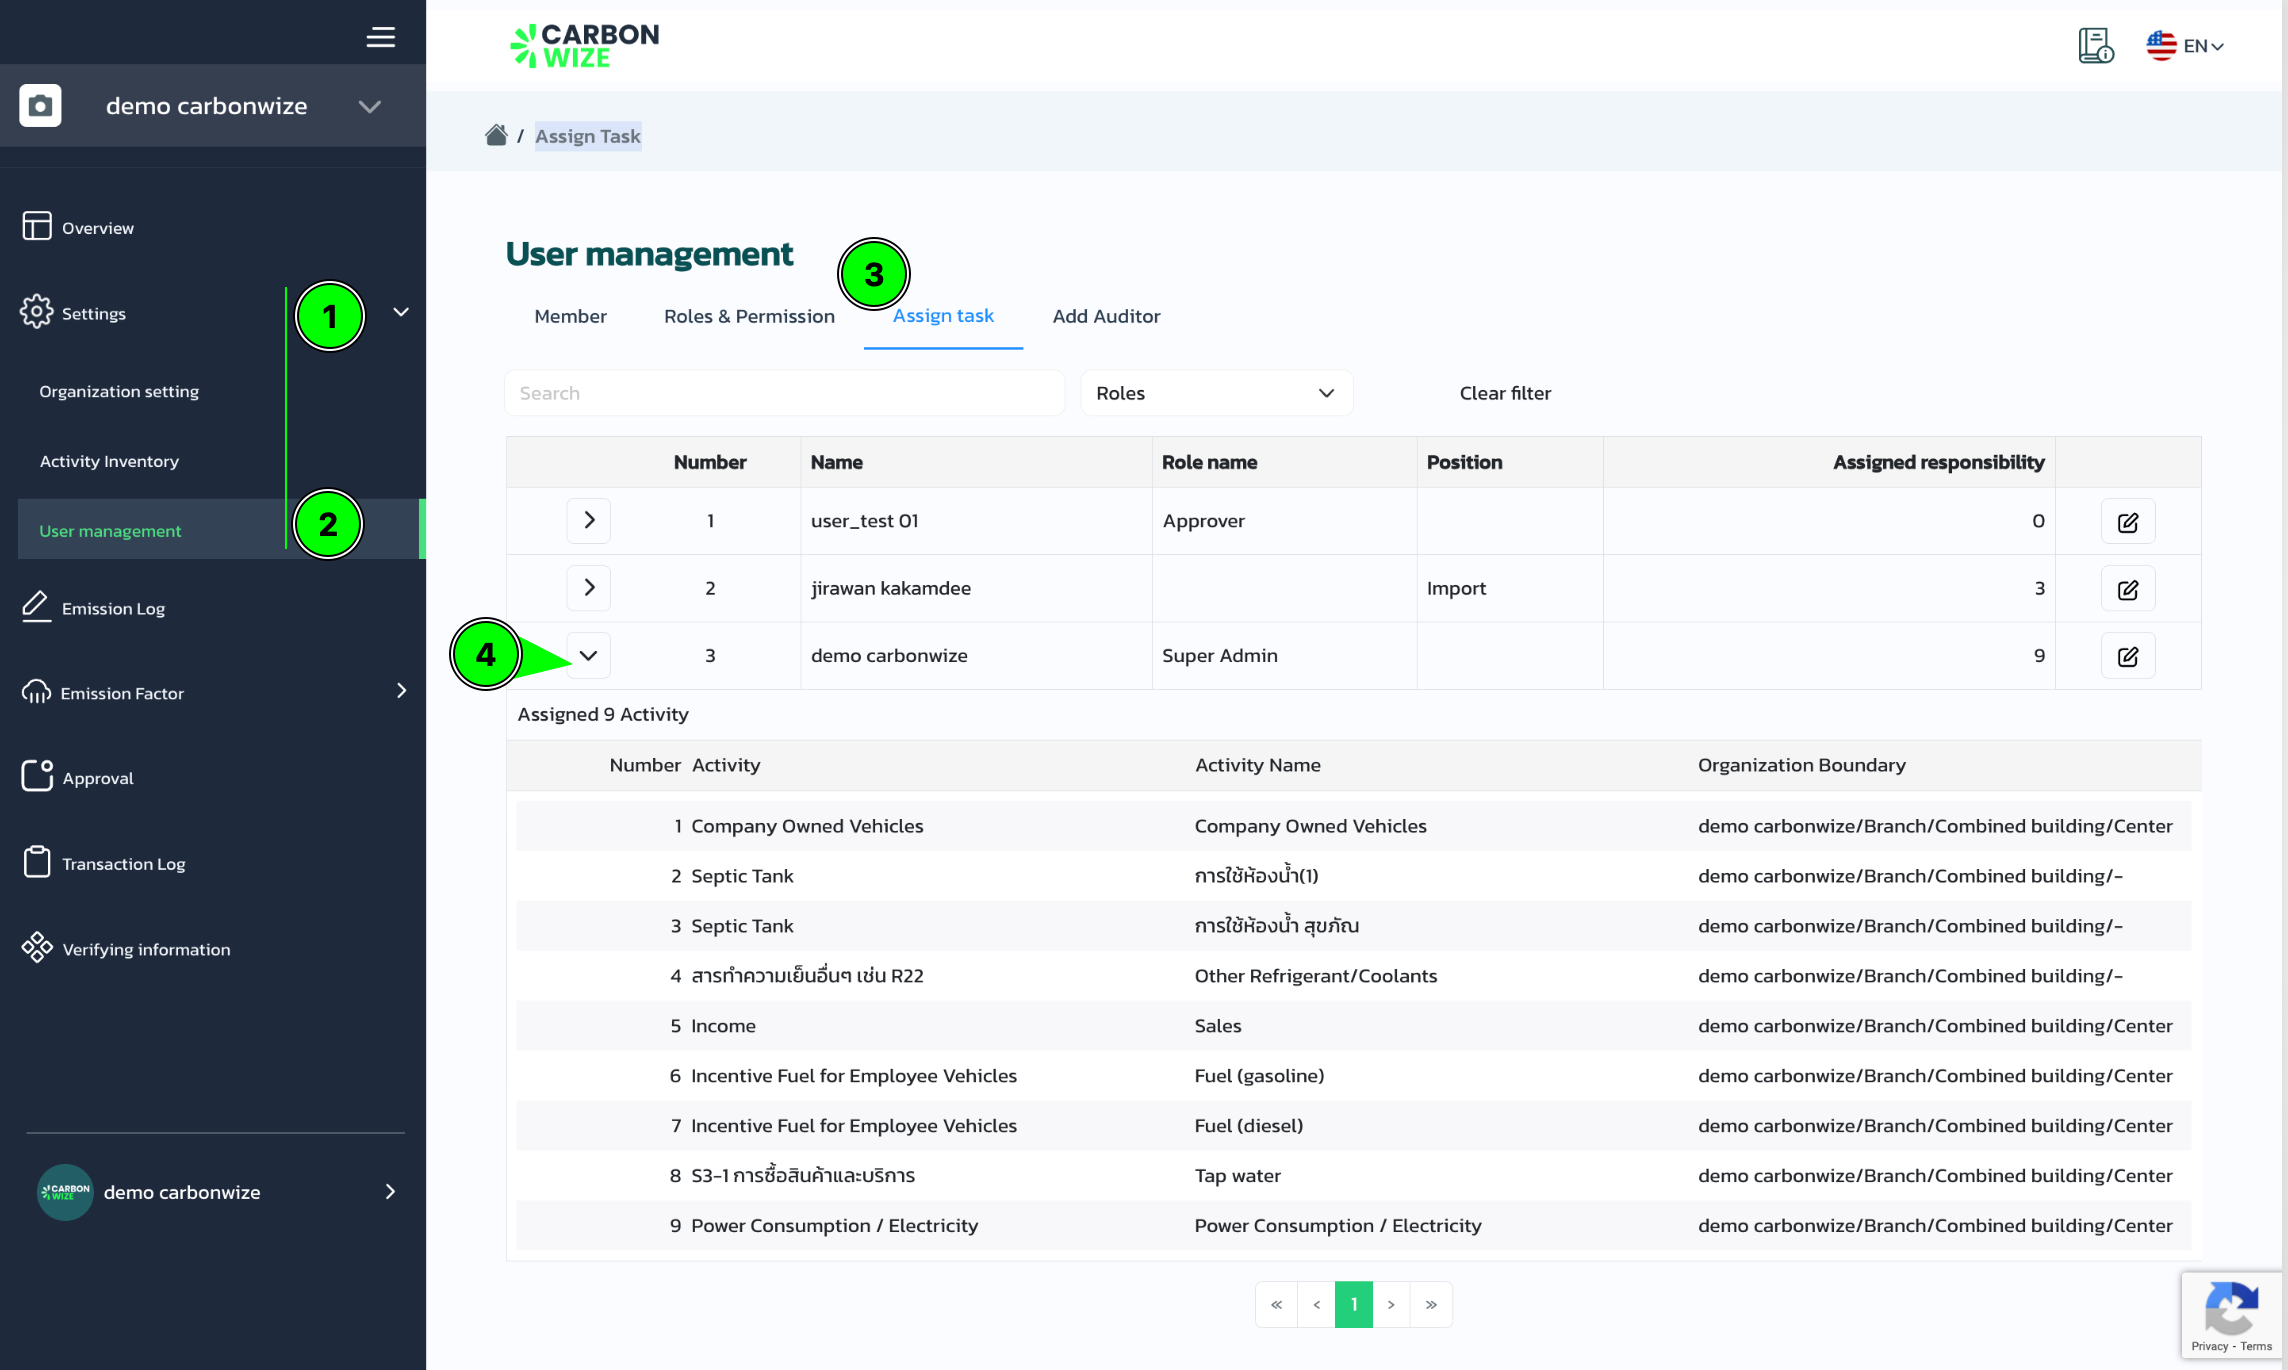 demo carbonwize
Overview
Settings
1
Organization setting
Activity Inventory
User management
2
Emission Log
Emission Factor
Approval
Transaction Log
Verifying information
CARBON
WIZE
demo carbonwize
CARBON
WIZE
EN
/ Assign Task
User management
3
Member Roles & Permission Assign task Add Auditor
Search Roles Clear filter
Number Name Role name Position Assigned responsibility
1 user_test 01 Approver 0
2 jirawan kakamdee Import 3
4
3 demo carbonwize Super Admin 9
Assigned 9 Activity
Number Activity Activity Name Organization Boundary
1 Company Owned Vehicles Company Owned Vehicles demo carbonwize/Branch/Combined building/Center
2 Septic Tank การใช้ห้องน้ำ(1) demo carbonwize/Branch/Combined building/-
3 Septic Tank การใช้ห้องน้ำ สุขภัณ demo carbonwize/Branch/Combined building/-
4 สารทำความเย็นอื่นๆ เช่น R22 Other Refrigerant/Coolants demo carbonwize/Branch/Combined building/-
5 Income Sales demo carbonwize/Branch/Combined building/Center
6 Incentive Fuel for Employee Vehicles Fuel (gasoline) demo carbonwize/Branch/Combined building/Center
7 Incentive Fuel for Employee Vehicles Fuel (diesel) demo carbonwize/Branch/Combined building/Center
8 S3-1 การซื้อสินค้าและบริการ Tap water demo carbonwize/Branch/Combined building/Center
9 Power Consumption / Electricity Power Consumption / Electricity demo carbonwize/Branch/Combined building/Center
« ‹ 1 › »
Privacy - Terms